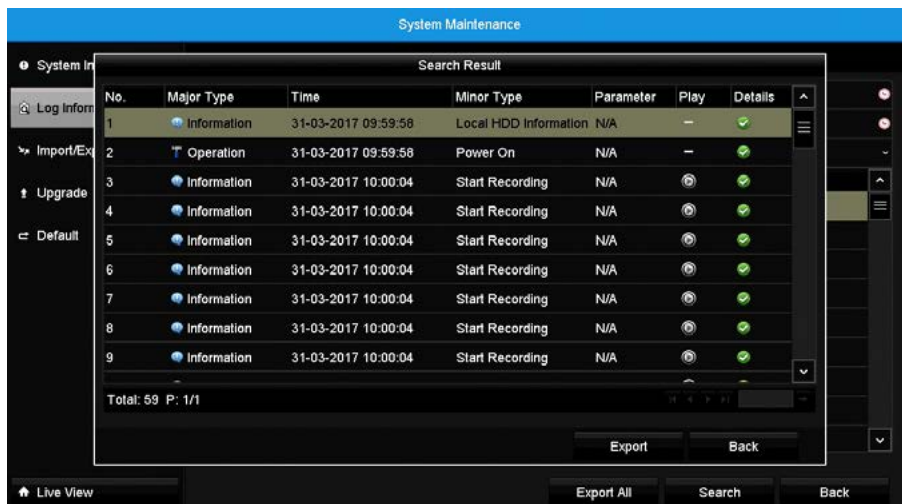 System Maintenance
System In
Search Result
Log Inform
Import/Ex
Upgrade
Default
No. Major Type Time Minor Type Parameter Play Details
1 Information 31-03-2017 09:59:58 Local HDD Information N/A –
2 Operation 31-03-2017 09:59:58 Power On N/A –
3 Information 31-03-2017 10:00:04 Start Recording N/A
4 Information 31-03-2017 10:00:04 Start Recording N/A
5 Information 31-03-2017 10:00:04 Start Recording N/A
6 Information 31-03-2017 10:00:04 Start Recording N/A
7 Information 31-03-2017 10:00:04 Start Recording N/A
8 Information 31-03-2017 10:00:04 Start Recording N/A
9 Information 31-03-2017 10:00:04 Start Recording N/A
Total: 59 P: 1/1
Export Back
Live View Export All Search Back